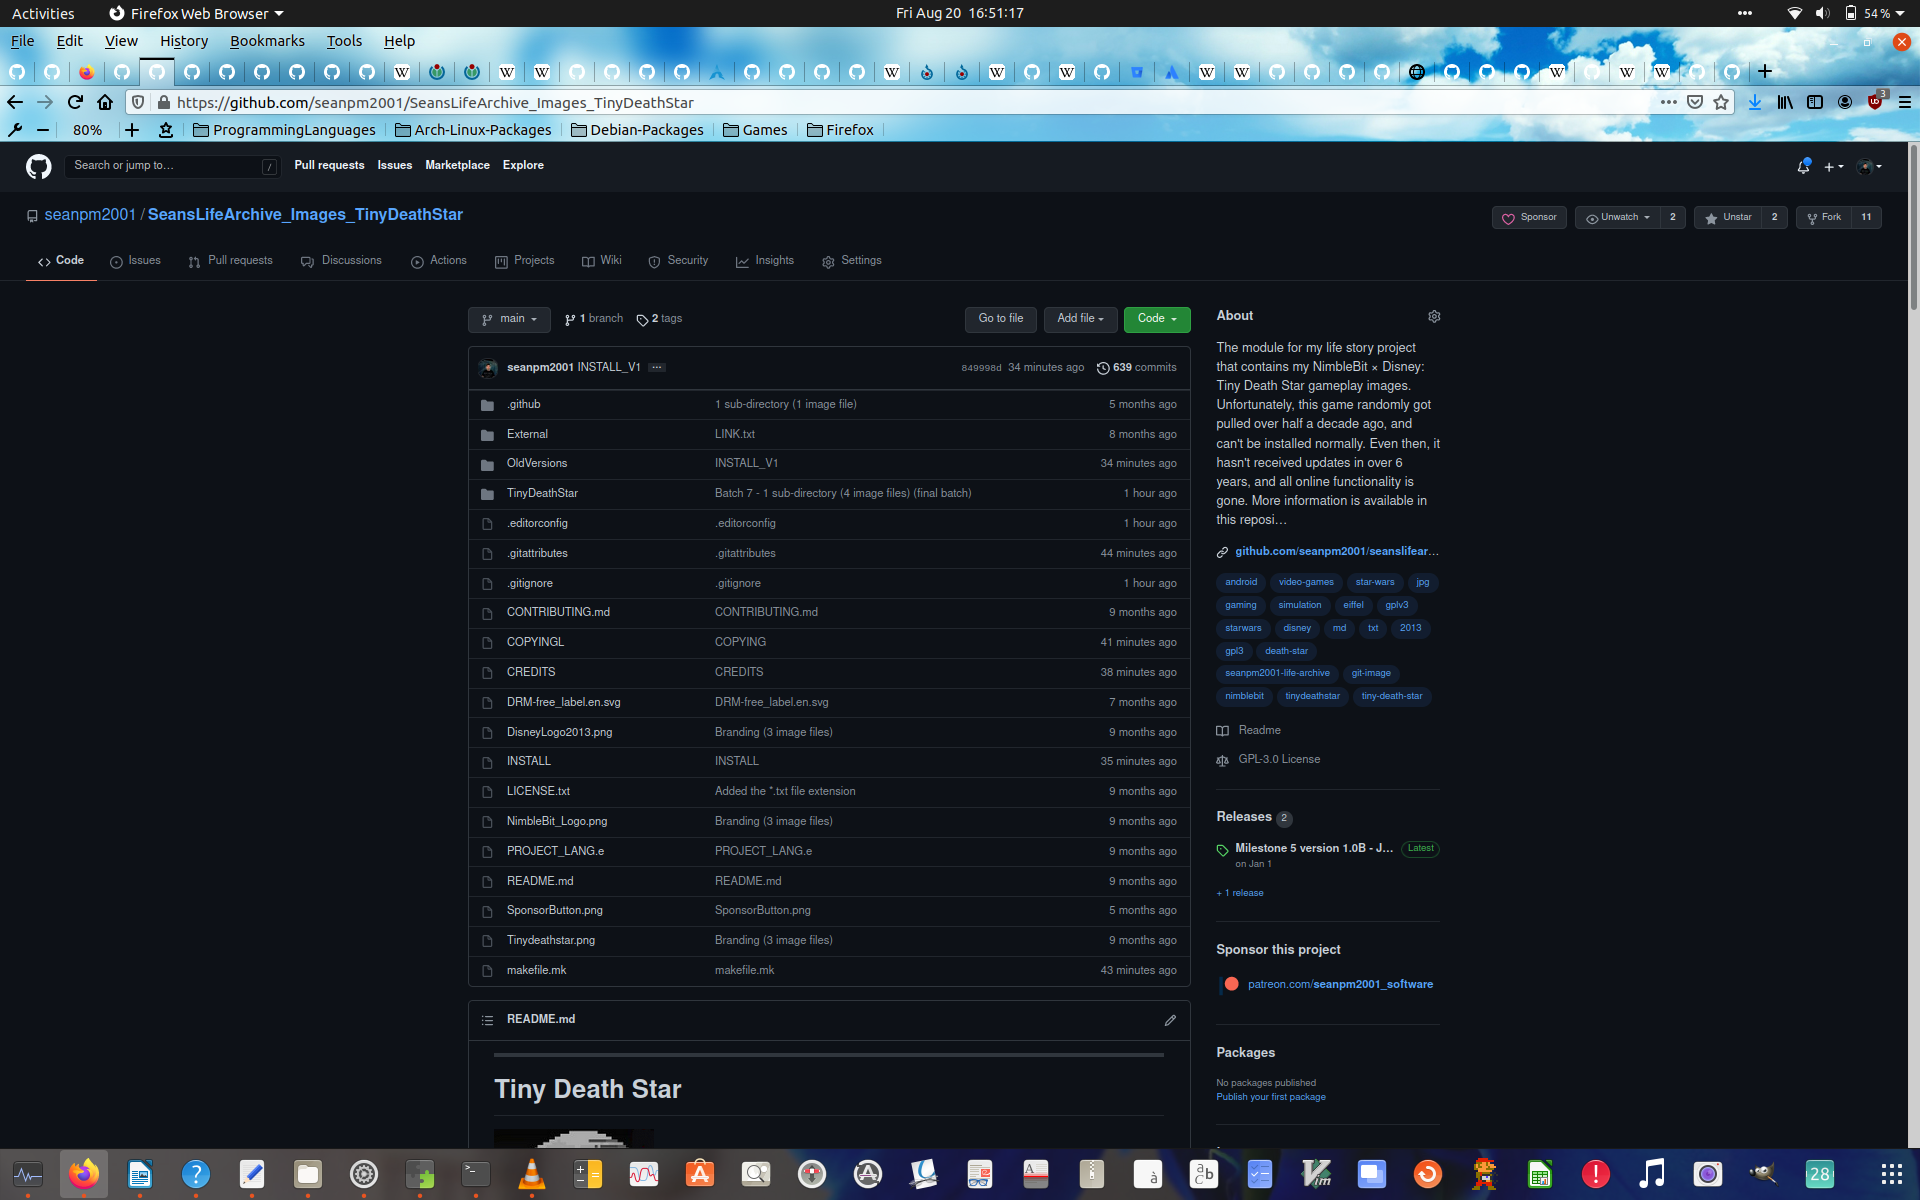 Activities Firefox Web Browser Fri Aug 20 16:51:17 54 %
File Edit View History Bookmarks Tools Help
https://github.com/seanpm2001/SeansLifeArchive_Images_TinyDeathStar 3
80% ProgrammingLanguages Arch-Linux-Packages Debian-Packages Games Firefox
Search or jump to… / Pull requests Issues Marketplace Explore
seanpm2001 / SeansLifeArchive_Images_TinyDeathStar Sponsor Unwatch 2 Unstar 2 Fork 11
Code Issues Pull requests Discussions Actions Projects Wiki Security Insights Settings
main 1 branch 2 tags Go to file Add file Code
seanpm2001 INSTALL_V1 ... 849998d 34 minutes ago 639 commits
.github 1 sub-directory (1 image file) 5 months ago
External LINK.txt 8 months ago
OldVersions INSTALL_V1 34 minutes ago
TinyDeathStar Batch 7 - 1 sub-directory (4 image files) (final batch) 1 hour ago
.editorconfig .editorconfig 1 hour ago
.gitattributes .gitattributes 44 minutes ago
.gitignore .gitignore 1 hour ago
CONTRIBUTING.md CONTRIBUTING.md 9 months ago
COPYINGL COPYING 41 minutes ago
CREDITS CREDITS 38 minutes ago
DRM-free_label.en.svg DRM-free_label.en.svg 7 months ago
DisneyLogo2013.png Branding (3 image files) 9 months ago
INSTALL INSTALL 35 minutes ago
LICENSE.txt Added the *.txt file extension 9 months ago
NimbleBit_Logo.png Branding (3 image files) 9 months ago
PROJECT_LANG.e PROJECT_LANG.e 9 months ago
README.md README.md 9 months ago
SponsorButton.png SponsorButton.png 5 months ago
Tinydeathstar.png Branding (3 image files) 9 months ago
makefile.mk makefile.mk 43 minutes ago
README.md
Tiny Death Star
About
The module for my life story project
that contains my NimbleBit × Disney:
Tiny Death Star gameplay images.
Unfortunately, this game randomly got
pulled over half a decade ago, and
can't be installed normally. Even then, it
hasn't received updates in over 6
years, and all online functionality is
gone. More information is available in
this reposi…
github.com/seanpm2001/seanslifear…
android video-games star-wars jpg
gaming simulation eiffel gplv3
starwars disney md txt 2013
gpl3 death-star
seanpm2001-life-archive git-image
nimblebit tinydeathstar tiny-death-star
Readme
GPL-3.0 License
Releases 2
Milestone 5 version 1.0B - J... Latest
on Jan 1
+ 1 release
Sponsor this project
patreon.com/seanpm2001_software
Packages
No packages published
Publish your first package
28